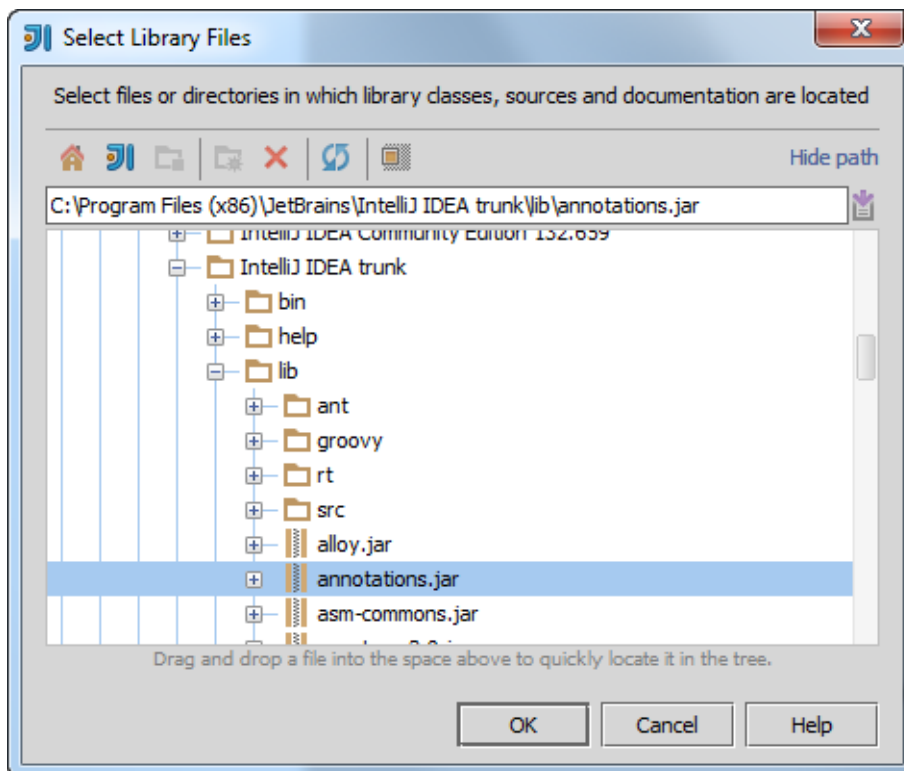 Select Library Files
Select files or directories in which library classes, sources and documentation are located
Hide path
C:\Program Files (x86)\JetBrains\IntelliJ IDEA trunk\lib\annotations.jar
IntelliJ IDEA Community Edition 132.659
IntelliJ IDEA trunk
bin
help
lib
ant
groovy
rt
src
alloy.jar
annotations.jar
asm-commons.jar
Drag and drop a file into the space above to quickly locate it in the tree.
OK Cancel Help